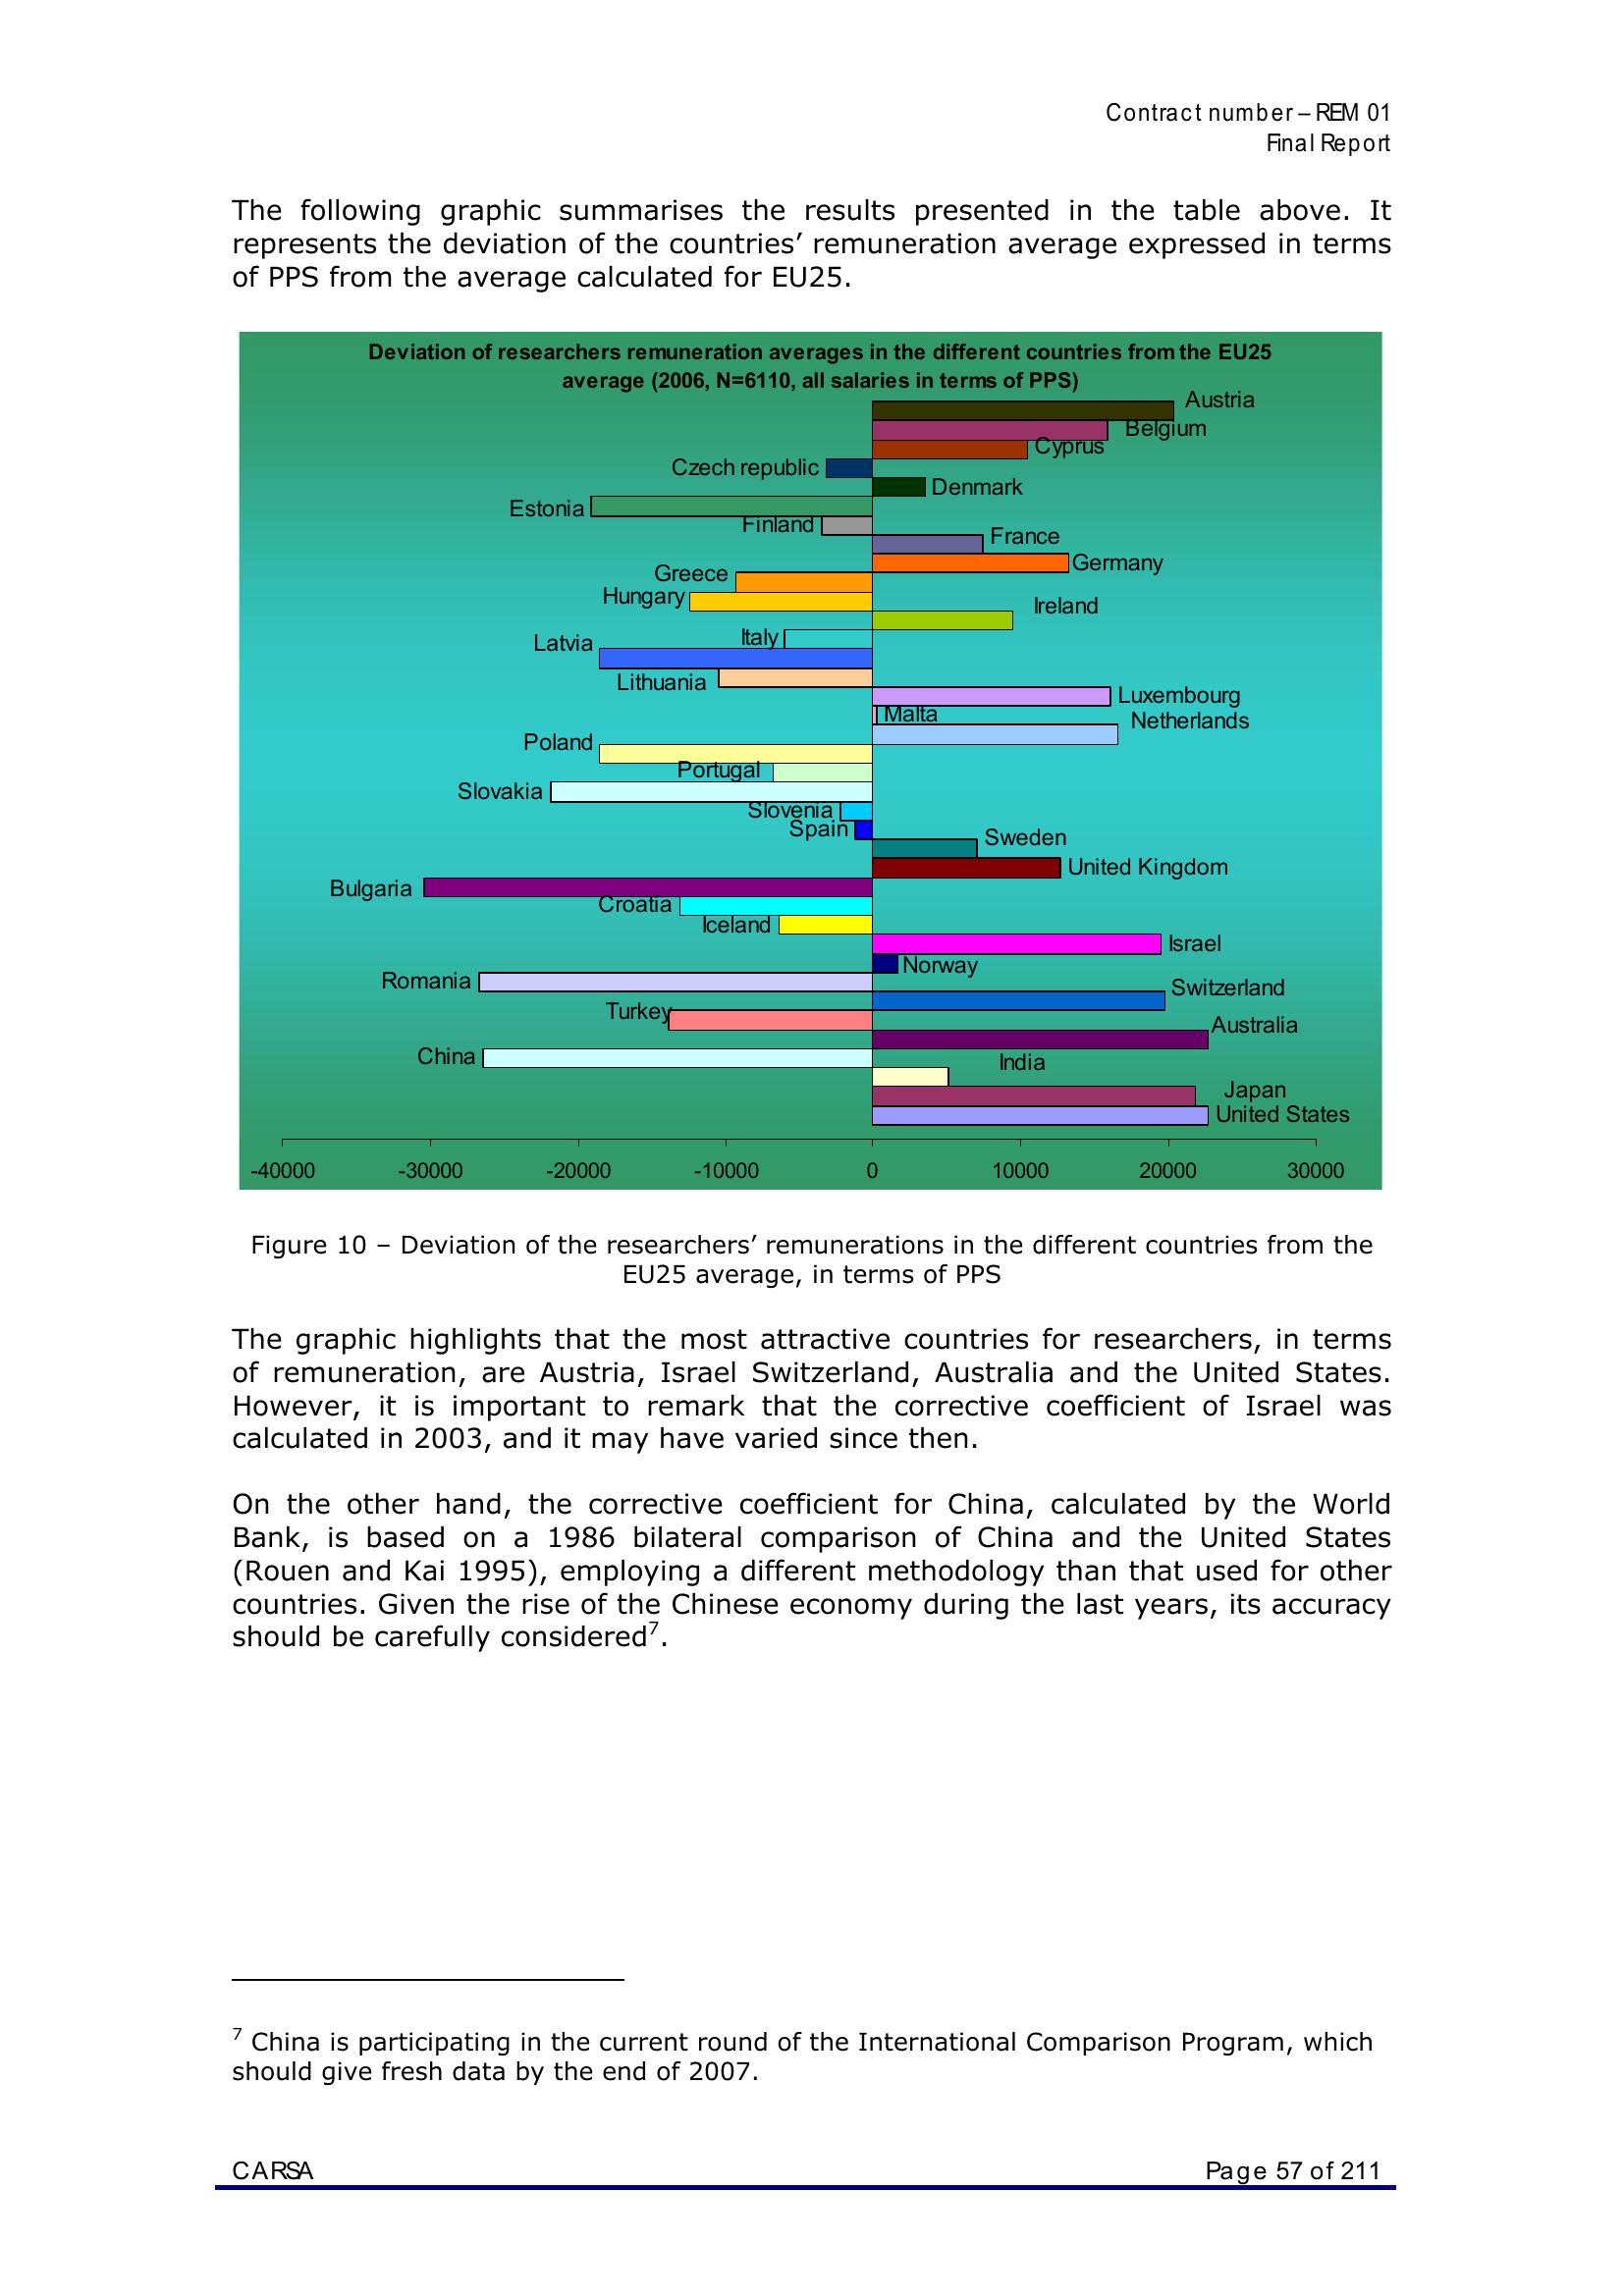 Contract number – REM 01
Final Report
The following graphic summarises the results presented in the table above. It
represents the deviation of the countries’ remuneration average expressed in terms
of PPS from the average calculated for EU25.
Deviation of researchers remuneration averages in the different countries from the EU25
average (2006, N=6110, all salaries in terms of PPS)
Austria
Belgium
Cyprus
Czech republic
Denmark
Estonia
Finland
France
Germany
Greece
Hungary
Ireland
Italy
Latvia
Lithuania
Luxembourg
Malta
Netherlands
Poland
Portugal
Slovakia
Slovenia
Spain
Sweden
United Kingdom
Bulgaria
Croatia
Iceland
Israel
Norway
Romania
Switzerland
Turkey
Australia
China
India
Japan
United States
-40000 -30000 -20000 -10000 0 10000 20000 30000
Figure 10 – Deviation of the researchers’ remunerations in the different countries from the
EU25 average, in terms of PPS
The graphic highlights that the most attractive countries for researchers, in terms
of remuneration, are Austria, Israel Switzerland, Australia and the United States.
However, it is important to remark that the corrective coefficient of Israel was
calculated in 2003, and it may have varied since then.
On the other hand, the corrective coefficient for China, calculated by the World
Bank, is based on a 1986 bilateral comparison of China and the United States
(Rouen and Kai 1995), employing a different methodology than that used for other
countries. Given the rise of the Chinese economy during the last years, its accuracy
should be carefully considered7.
7 China is participating in the current round of the International Comparison Program, which
should give fresh data by the end of 2007.
CARSA Page 57 of 211